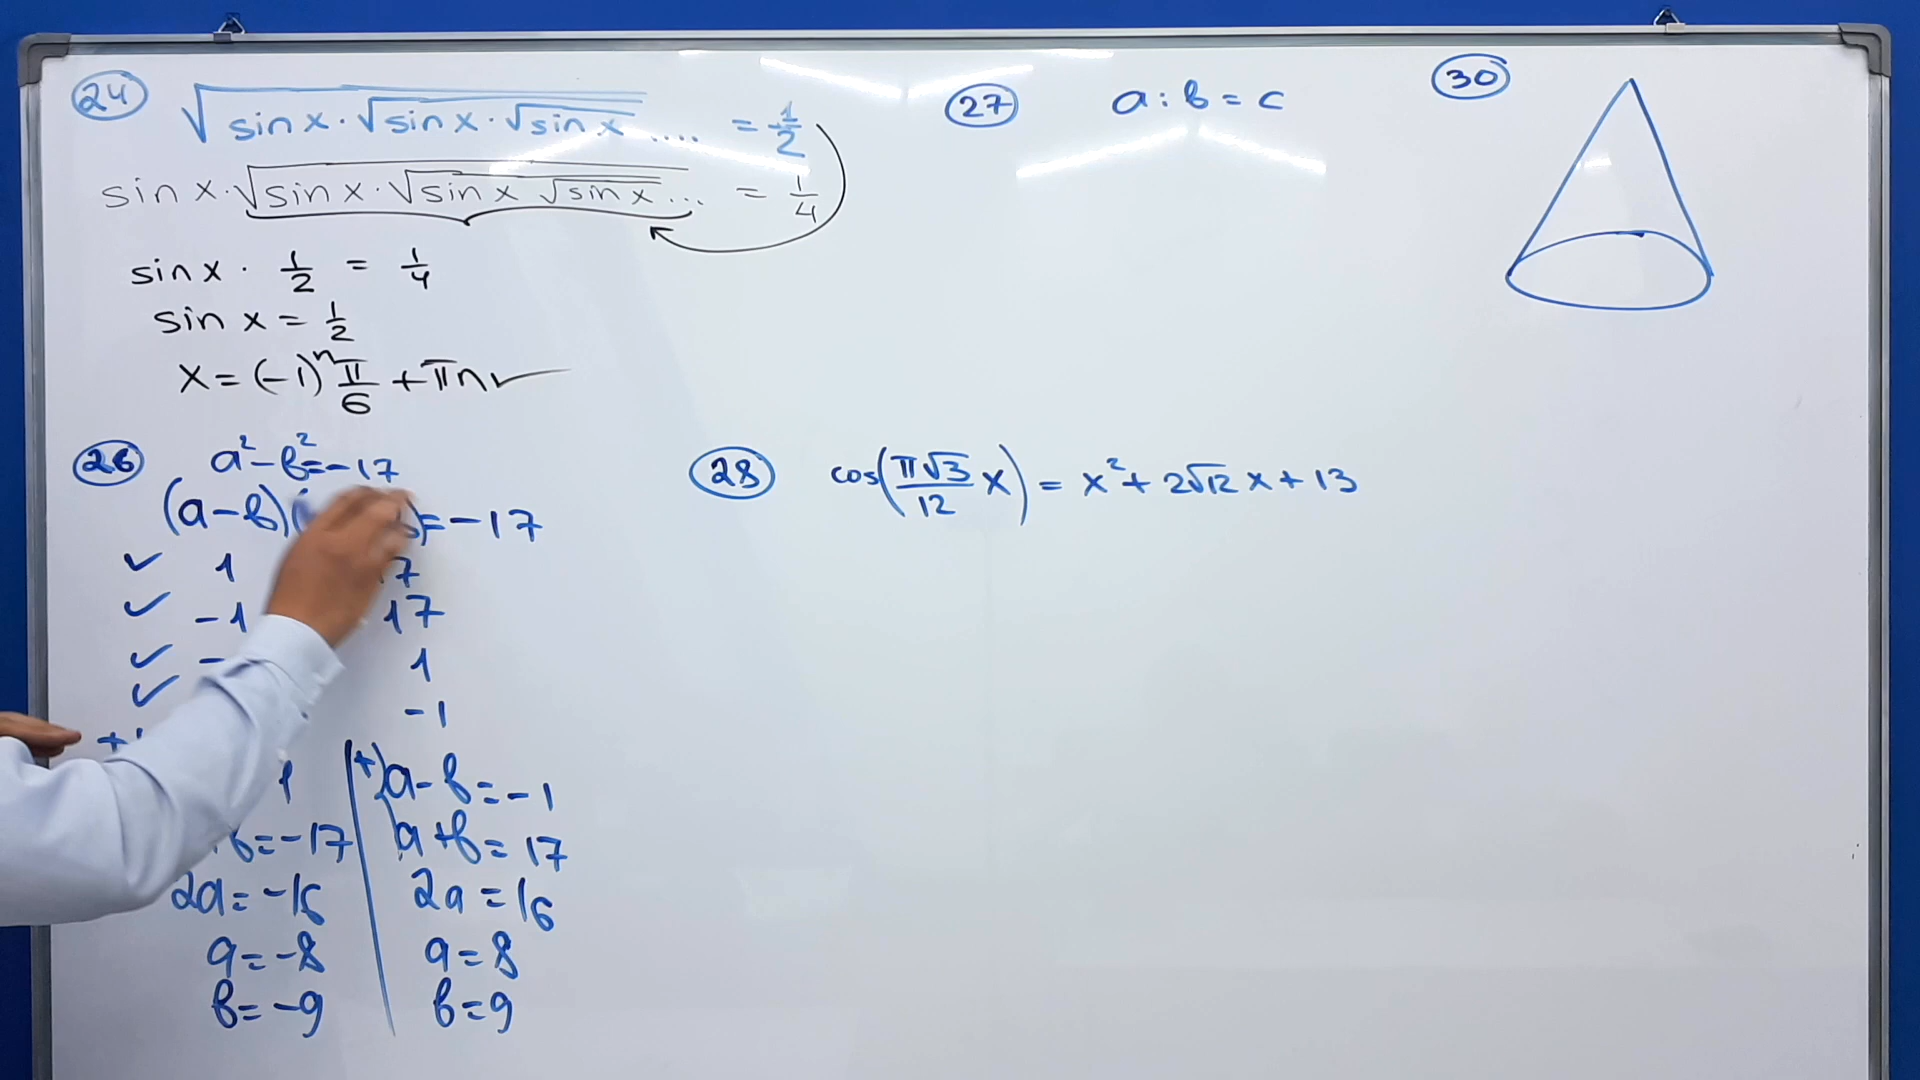 24 √(sin x · √(sin x · √(sin x .... = 1/2
sin x · √(sin x · √(sin x √(sin x ... = 1/4
sin x · 1/2 = 1/4
sin x = 1/2
x = (-1)ⁿ π/6 + πn
26 a² - b² = -17
(a - b)( = -17
1 7
-1 17
- 1
-1
1
b = -17
2a = -16
a = -8
b = -9
+) a - b = -1
a + b = 17
2a = 16
a = 8
b = 9
27 a : b = c
28 cos(π√3/12 x) = x² + 2√12 x + 13
30